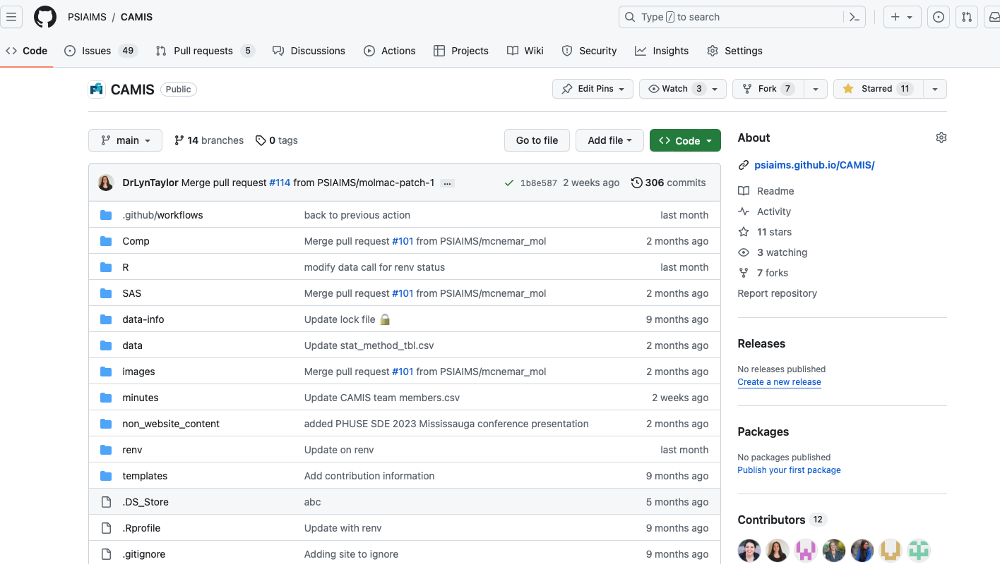 PSIAIMS / CAMIS
Type / to search
Code
Issues 49
Pull requests 5
Discussions
Actions
Projects
Wiki
Security
Insights
Settings
CAMIS Public
Edit Pins
Watch 3
Fork 7
Starred 11
main
14 branches
0 tags
Go to file
Add file
Code
DrLynTaylor Merge pull request #114 from PSIAIMS/molmac-patch-1 ... 1b8e587 2 weeks ago 306 commits
.github/workflows back to previous action last month
Comp Merge pull request #101 from PSIAIMS/mcnemar_mol 2 months ago
R modify data call for renv status last month
SAS Merge pull request #101 from PSIAIMS/mcnemar_mol 2 months ago
data-info Update lock file 🔒 9 months ago
data Update stat_method_tbl.csv 2 months ago
images Merge pull request #101 from PSIAIMS/mcnemar_mol 2 months ago
minutes Update CAMIS team members.csv 2 weeks ago
non_website_content added PHUSE SDE 2023 Mississauga conference presentation 2 months ago
renv Update on renv last month
templates Add contribution information 9 months ago
.DS_Store abc 5 months ago
.Rprofile Update with renv 9 months ago
.gitignore Adding site to ignore 9 months ago
About
psiaims.github.io/CAMIS/
Readme
Activity
11 stars
3 watching
7 forks
Report repository
Releases
No releases published
Create a new release
Packages
No packages published
Publish your first package
Contributors 12